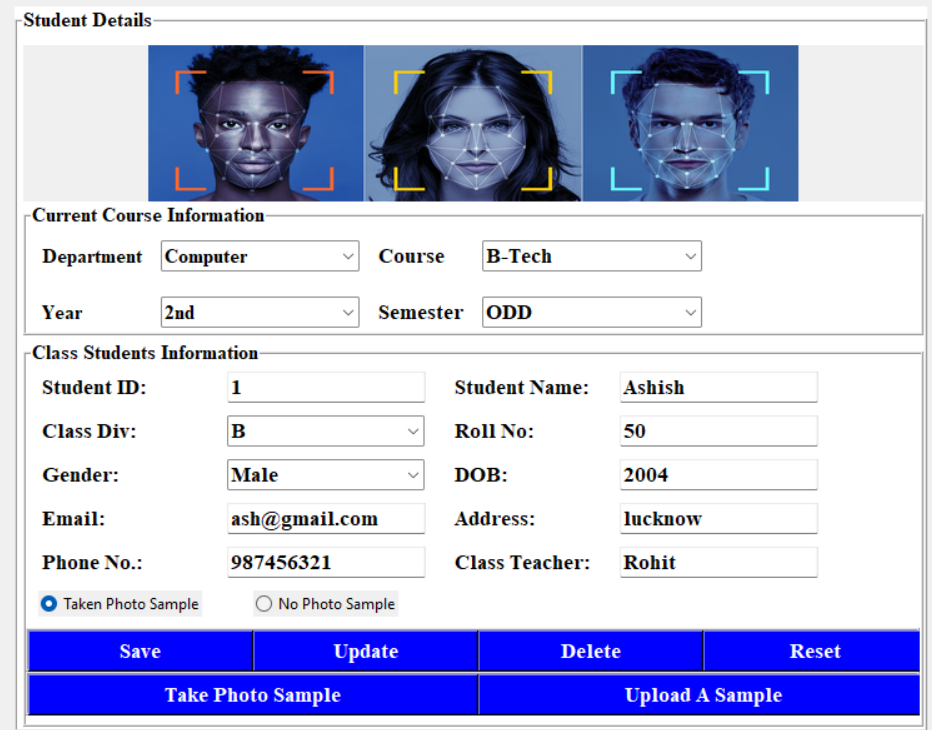 Student Details
Current Course Information
Department Computer Course B-Tech
Year 2nd Semester ODD
Class Students Information
Student ID: 1 Student Name: Ashish
Class Div: B Roll No: 50
Gender: Male DOB: 2004
Email: ash@gmail.com Address: lucknow
Phone No.: 987456321 Class Teacher: Rohit
Taken Photo Sample No Photo Sample
Save Update Delete Reset
Take Photo Sample Upload A Sample